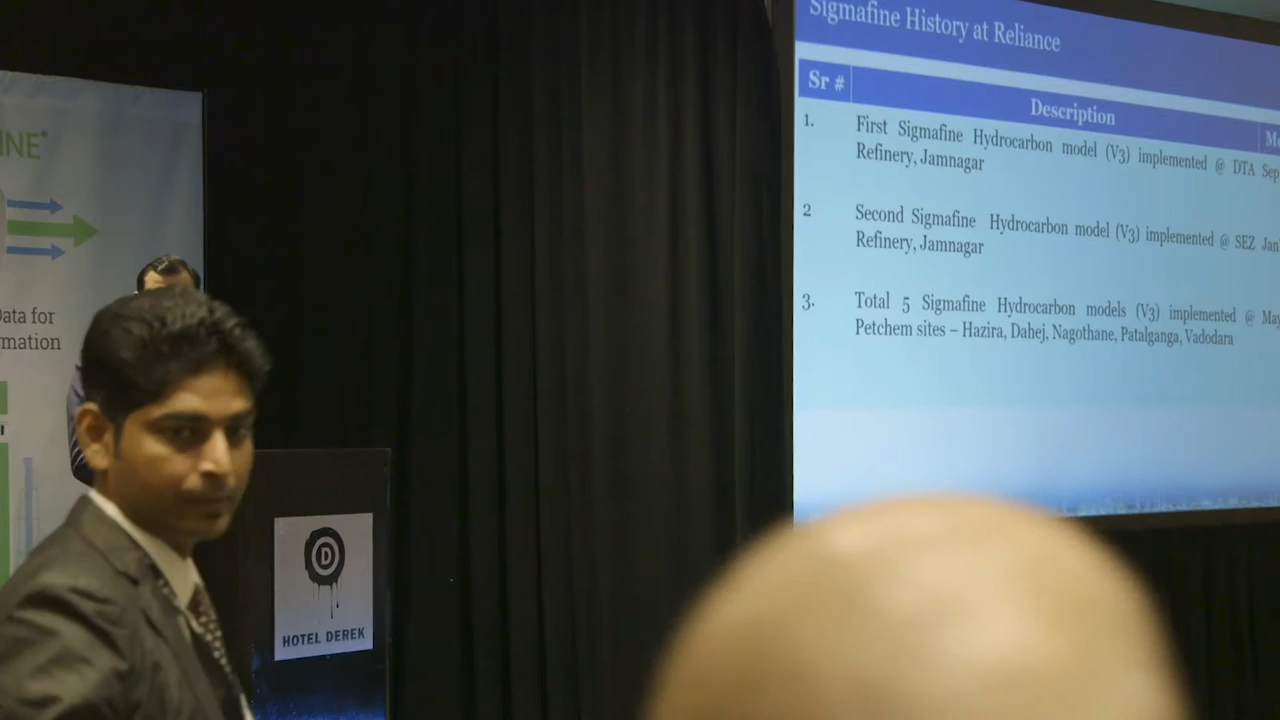 INE®
Data for
mation
HOTEL DEREK
D
Sigmafine History at Reliance
Sr #
Description
1.
First Sigmafine Hydrocarbon model (V3) implemented @ DTA Sep
Refinery, Jamnagar
2
Second Sigmafine Hydrocarbon model (V3) implemented @ SEZ Jan
Refinery, Jamnagar
3.
Total 5 Sigmafine Hydrocarbon models (V3) implemented @ May
Petchem sites – Hazira, Dahej, Nagothane, Patalganga, Vadodara